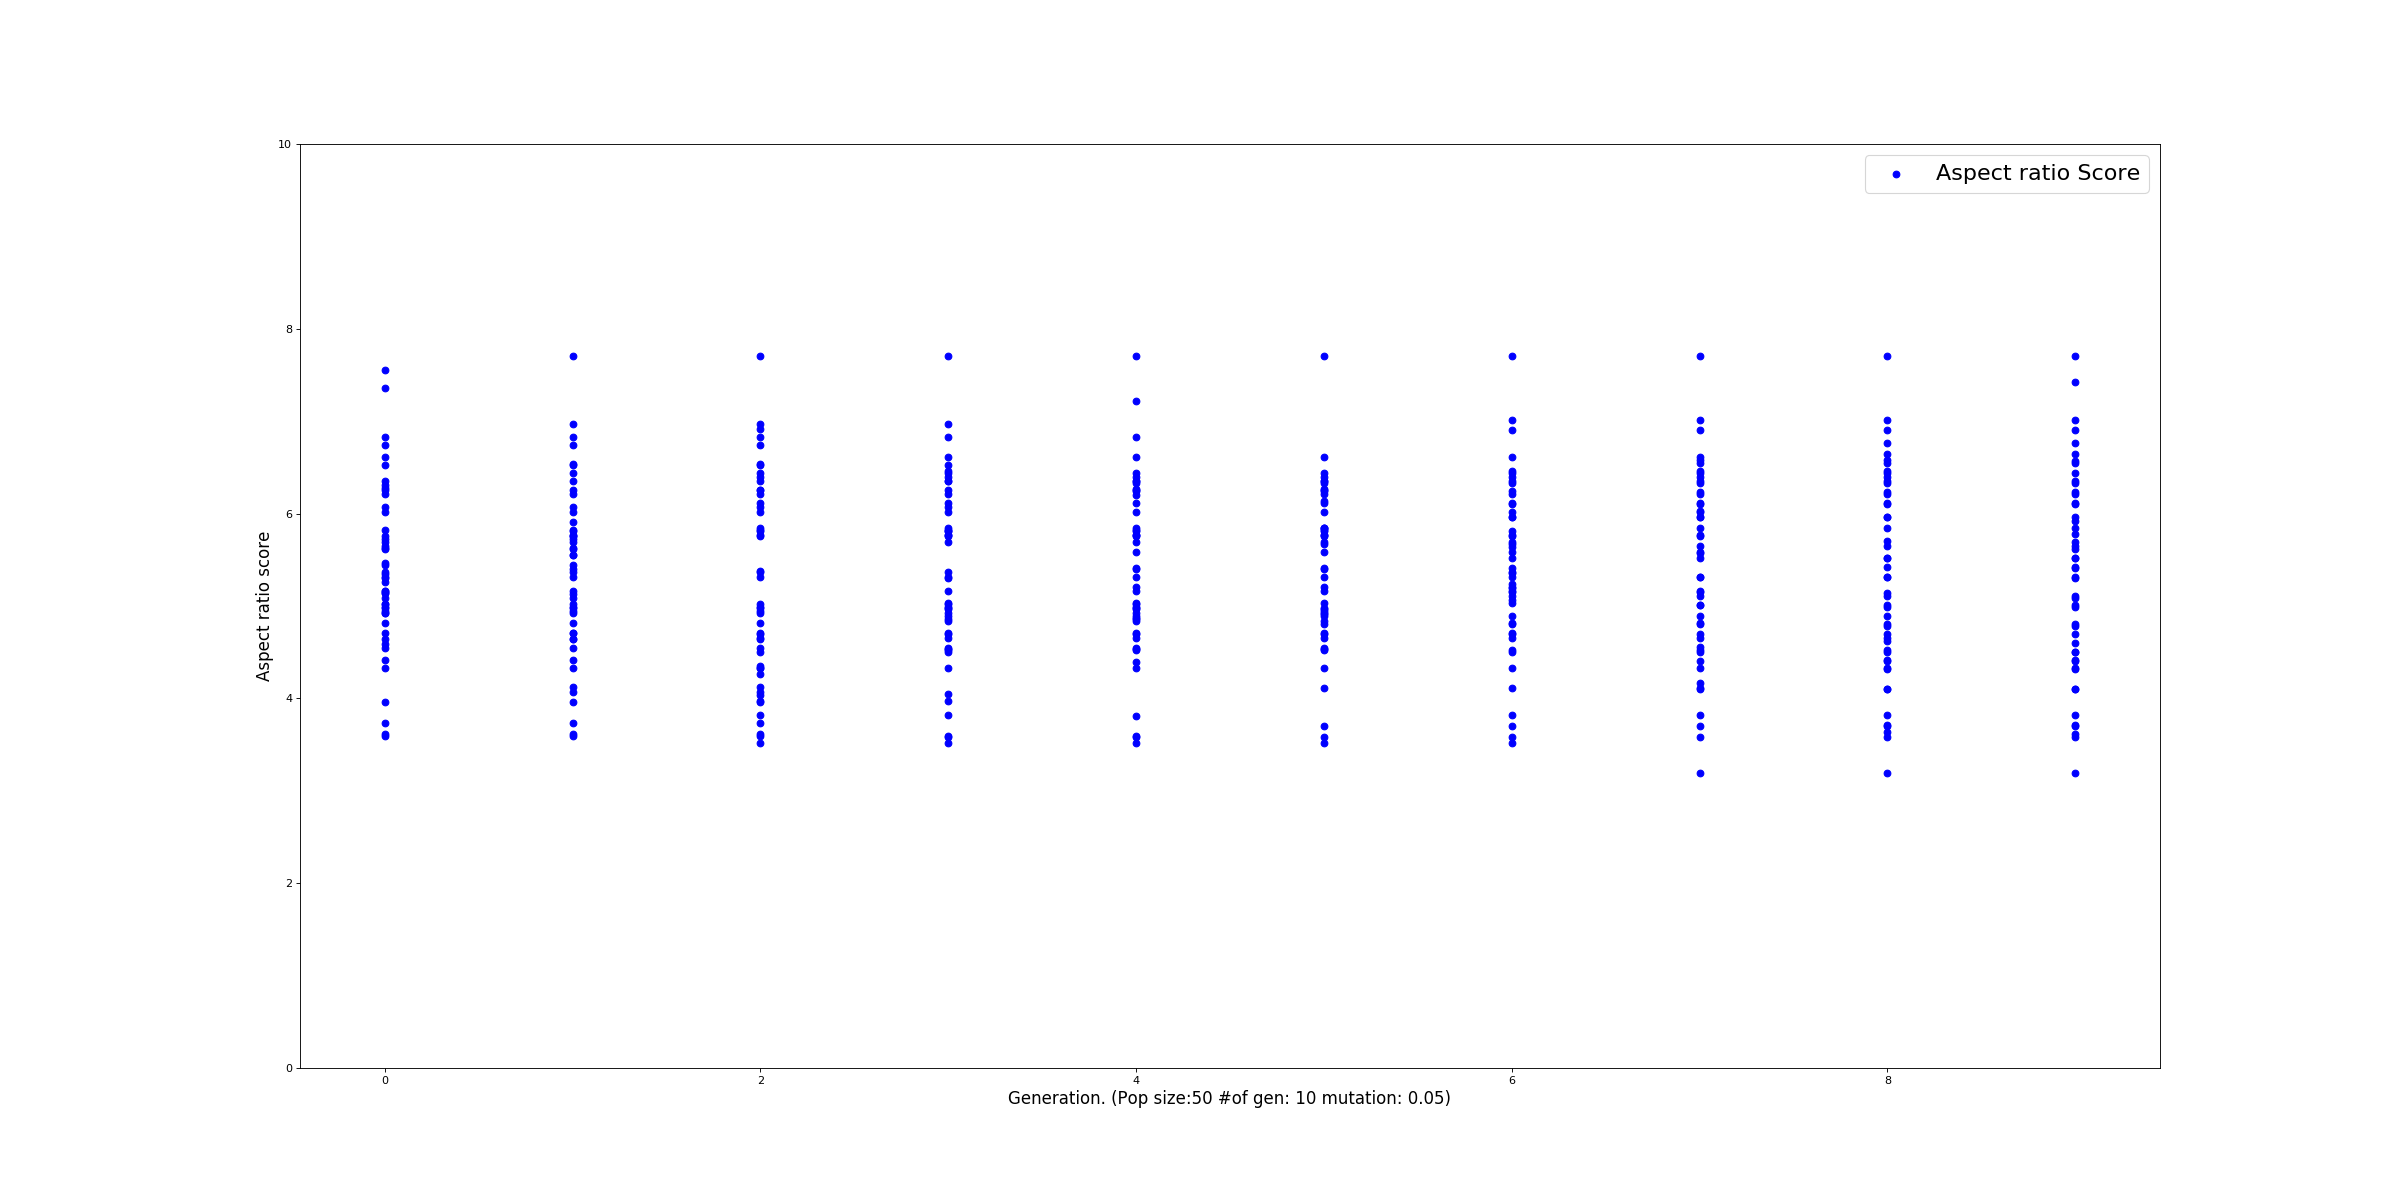 10
8
6
4
2
0
Aspect ratio score
Aspect ratio Score
0 2 4 6 8
Generation. (Pop size:50 #of gen: 10 mutation: 0.05)